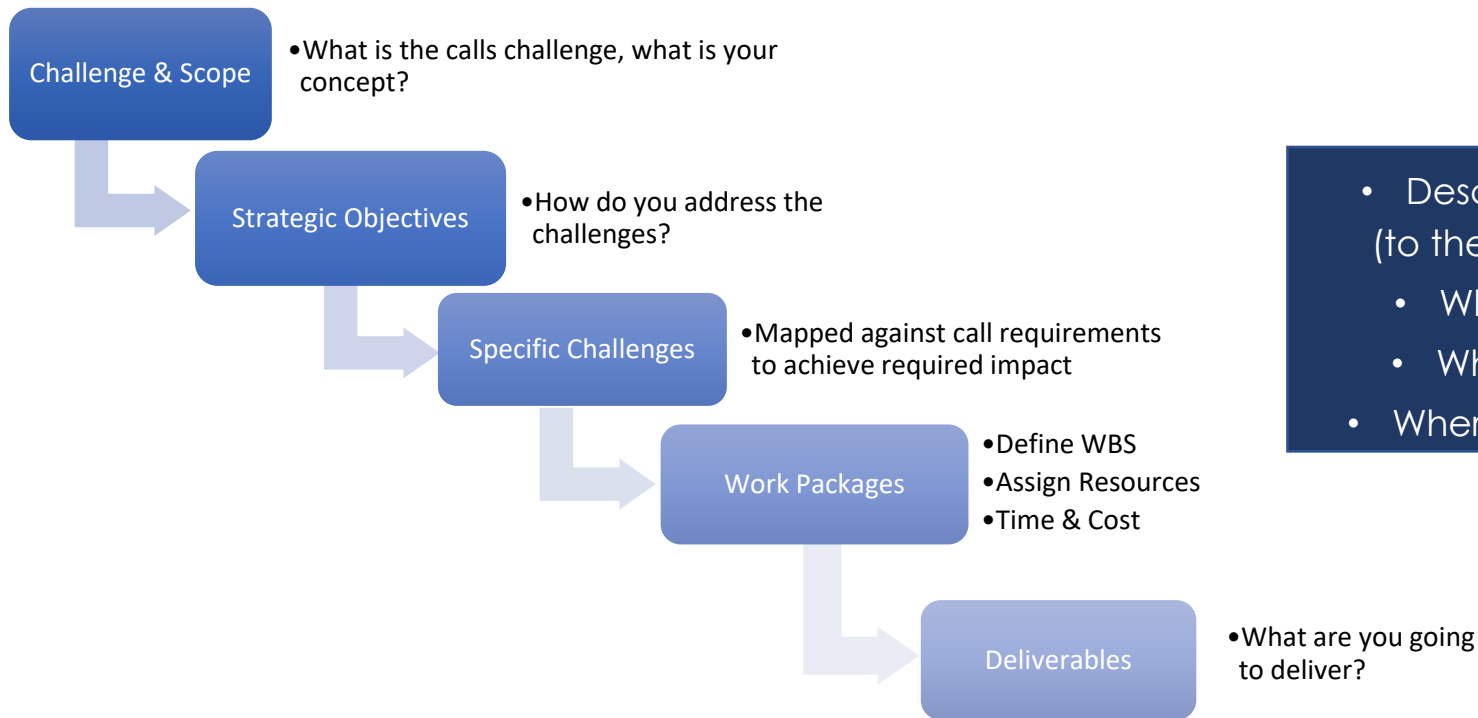 Challenge & Scope
•What is the calls challenge, what is your
concept?
Strategic Objectives
•How do you address the
challenges?
Specific Challenges
•Mapped against call requirements
to achieve required impact
Work Packages
•Define WBS
•Assign Resources
•Time & Cost
Deliverables
•What are you going
to deliver?
•
(to
•
•
•